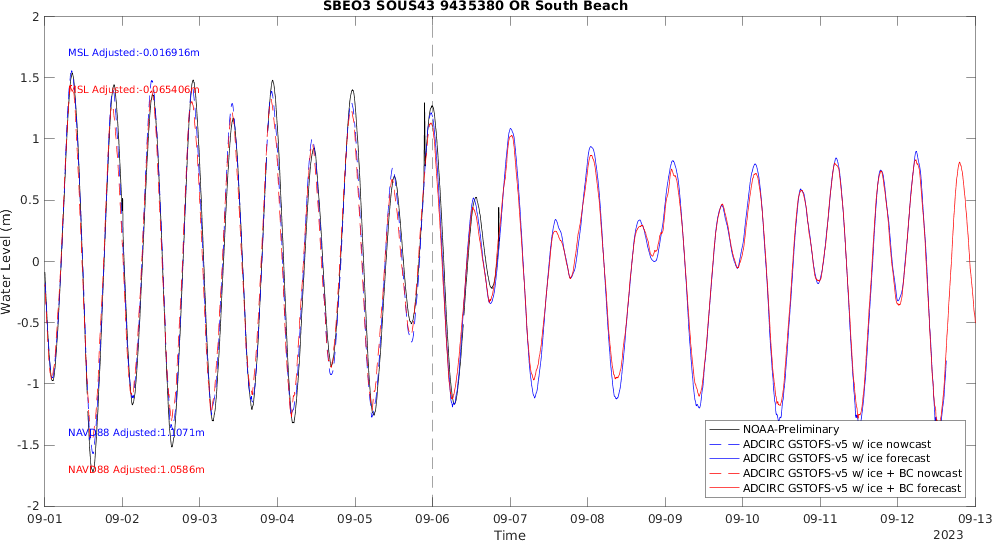 SBEO3 SOUS43 9435380 OR South Beach
Water Level (m)
2
1.5
1
0.5
0
-0.5
-1
-1.5
-2
MSL Adjusted:-0.016916m
MSL Adjusted:-0.065406m
NAVD88 Adjusted:1.1071m
NAVD88 Adjusted:1.0586m
NOAA-Preliminary
ADCIRC GSTOFS-v5 w/ ice nowcast
ADCIRC GSTOFS-v5 w/ ice forecast
ADCIRC GSTOFS-v5 w/ ice + BC nowcast
ADCIRC GSTOFS-v5 w/ ice + BC forecast
09-01 09-02 09-03 09-04 09-05 09-06 09-07 09-08 09-09 09-10 09-11 09-12 09-13
Time
2023